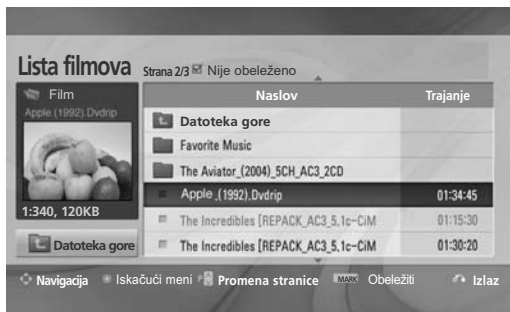 Lista filmova Strana 2/3 Nije obeleženo
Film
Apple.(1992).Dvdrip
1:340, 120KB
Datoteka gore
Naslov Trajanje
Datoteka gore
Favorite Music
The Aviator_(2004)_5CH_AC3_2CD
Apple .(1992).Dvdrip 01:34:45
The Incredibles [REPACK_AC3_5.1c-CiM 01:15:30
The Incredibles [REPACK_AC3_5.1c-CiM 01:30:20
Navigacija Iskačući meni Promena stranice MARK Obeležiti Izlaz